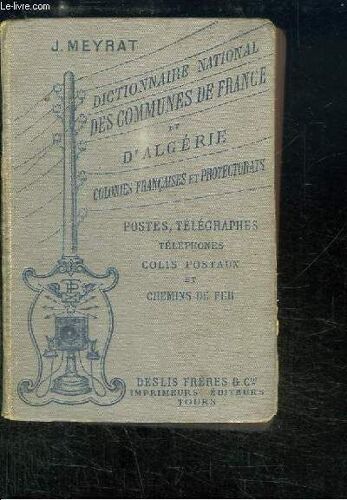 www.le-livre.com
J. MEYRAT
DICTIONNAIRE NATIONAL
DES COMMUNES DE FRANCE
ET
D'ALGÉRIE
COLONIES FRANÇAISES ET PROTECTORATS
POSTES, TÉLÉGRAPHES
TÉLÉPHONES
COLIS POSTAUX
ET
CHEMINS DE FER
DESLIS FRÈRES & Cie
IMPRIMEURS ÉDITEURS
TOURS